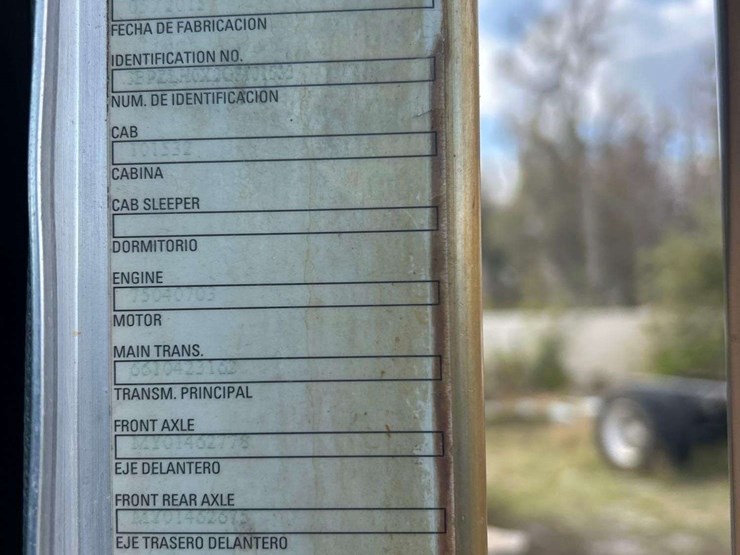 FECHA DE FABRICACION
IDENTIFICATION NO.
NUM. DE IDENTIFICACION
CAB
CABINA
CAB SLEEPER
DORMITORIO
ENGINE
MOTOR
MAIN TRANS.
6610423162
TRANSM. PRINCIPAL
FRONT AXLE
EJE DELANTERO
FRONT REAR AXLE
EJE TRASERO DELANTERO